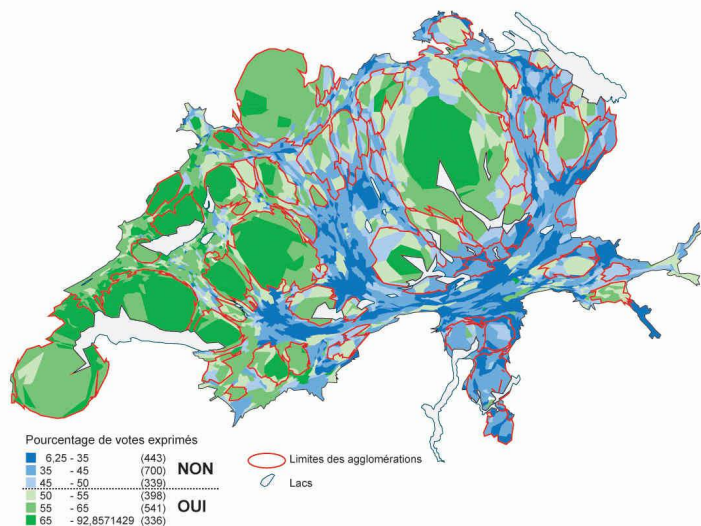 Pourcentage de votes exprimés
6,25 - 35 (443)
35 - 45 (700) NON
45 - 50 (339)
50 - 55 (398)
55 - 65 (541) OUI
65 - 92,8571429 (336)
Limites des agglomérations
Lacs